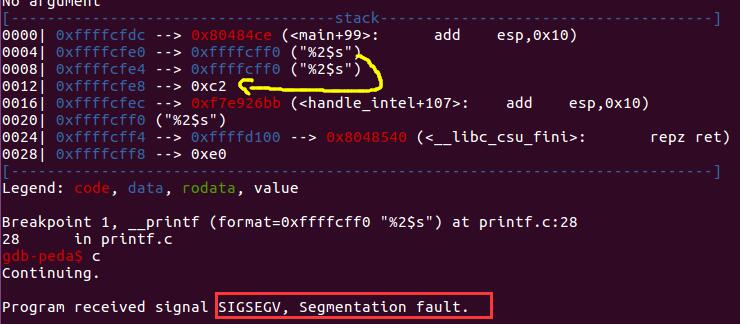 No argument
[------------------------------------stack-------------------------------------]
0000| 0xffffcfdc --> 0x80484ce (<main+99>:	add    esp,0x10)
0004| 0xffffcfe0 --> 0xffffcff0 ("%2$s")
0008| 0xffffcfe4 --> 0xffffcff0 ("%2$s")
0012| 0xffffcfe8 --> 0xc2
0016| 0xffffcfec --> 0xf7e926bb (<handle_intel+107>:	add    esp,0x10)
0020| 0xffffcff0 ("%2$s")
0024| 0xffffcff4 --> 0xffffd100 --> 0x8048540 (<__libc_csu_fini>:	repz ret)
0028| 0xffffcff8 --> 0xe0
[------------------------------------------------------------------------------]
Legend: code, data, rodata, value

Breakpoint 1, __printf (format=0xffffcff0 "%2$s") at printf.c:28
28	in printf.c
gdb-peda$ c
Continuing.

Program received signal SIGSEGV, Segmentation fault.